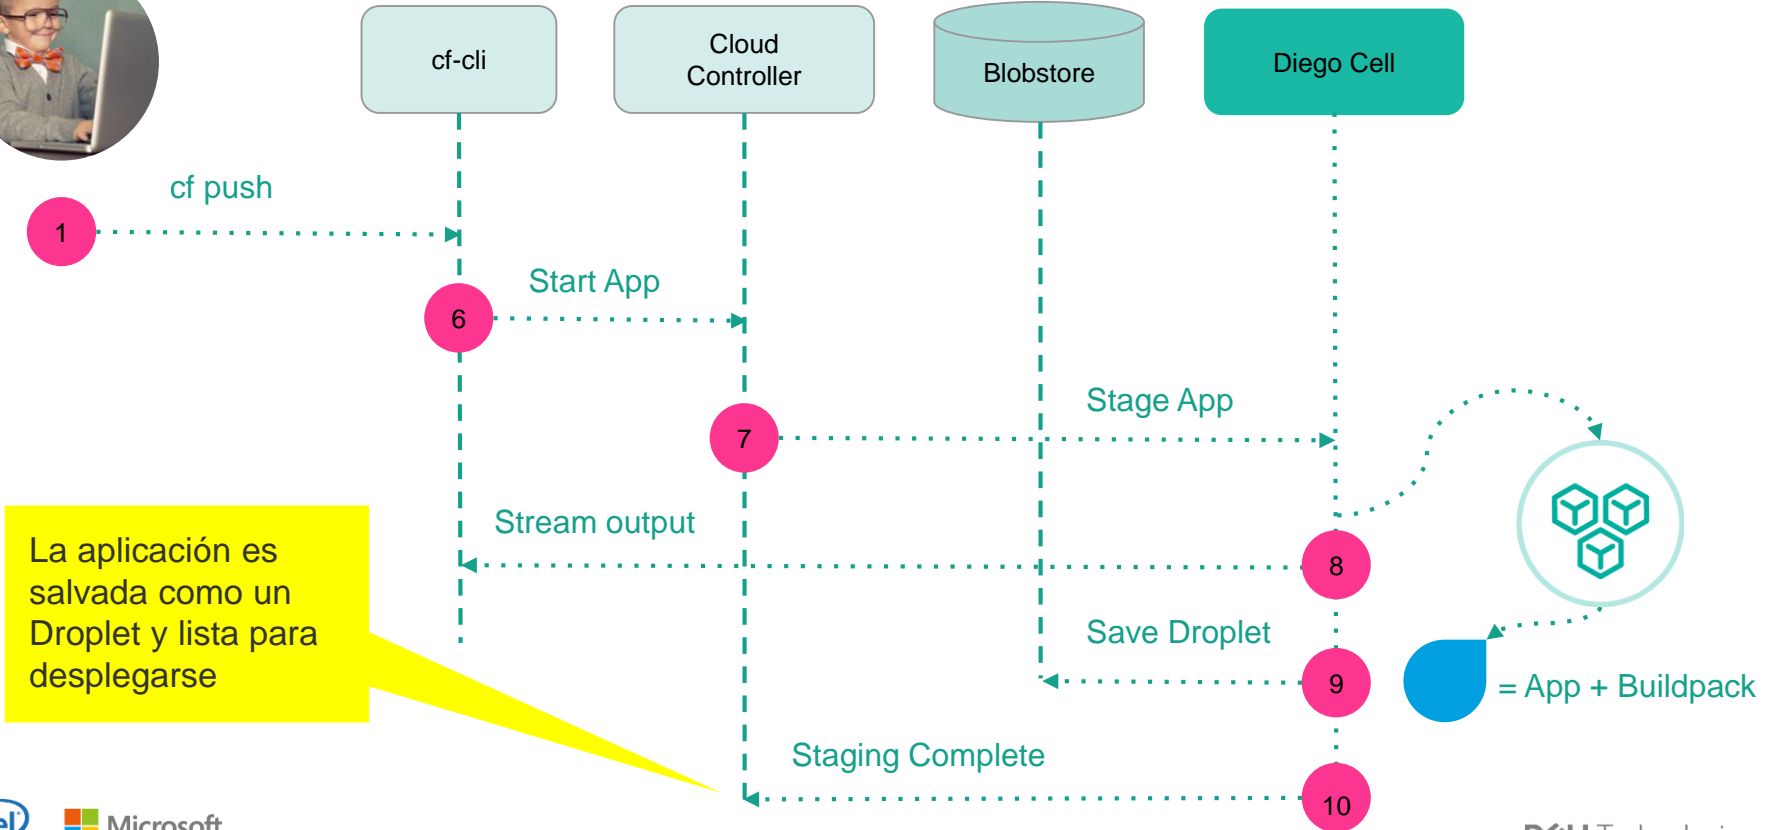 cf-cli
Cloud
Controller
Blobstore
Diego Cell
cf push
1
Start App
6
Stage App
7
Stream output
8
La aplicación es
salvada como un
Droplet y lista para
desplegarse
Save Droplet
9
= App + Buildpack
Staging Complete
10
Microsoft